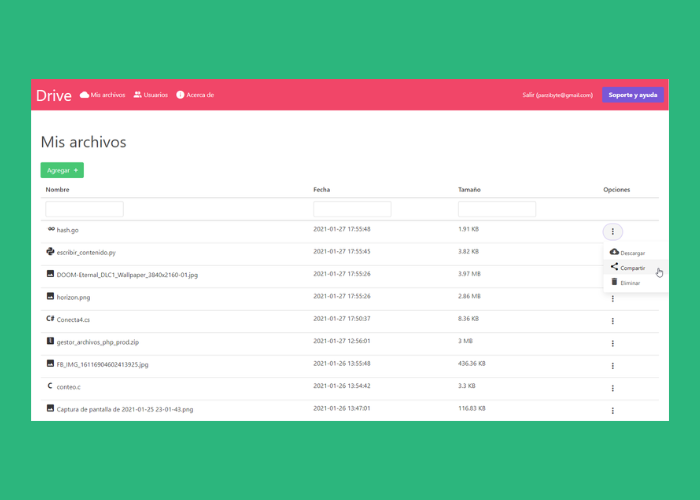 Drive Mis archivos Usuarios Acerca de Salir (parzibyte@gmail.com) Soporte y ayuda
Mis archivos
Agregar +
Nombre Fecha Tamaño Opciones
hash.go 2021-01-27 17:55:48 1.91 KB
escribir_contenido.py 2021-01-27 17:55:45 3.82 KB
Descargar
DOOM-Eternal_DLC1_Wallpaper_3840x2160-01.jpg 2021-01-27 17:55:26 3.97 MB
Compartir
Eliminar
horizon.png 2021-01-27 17:55:26 2.86 MB
C# Conecta4.cs 2021-01-27 17:50:37 8.36 KB
gestor_archivos_php_prod.zip 2021-01-27 12:56:01 3 MB
FB_IMG_16116904602413925.jpg 2021-01-26 13:55:48 436.36 KB
C conteo.c 2021-01-26 13:54:42 3.3 KB
Captura de pantalla de 2021-01-25 23-01-43.png 2021-01-26 13:47:01 116.83 KB